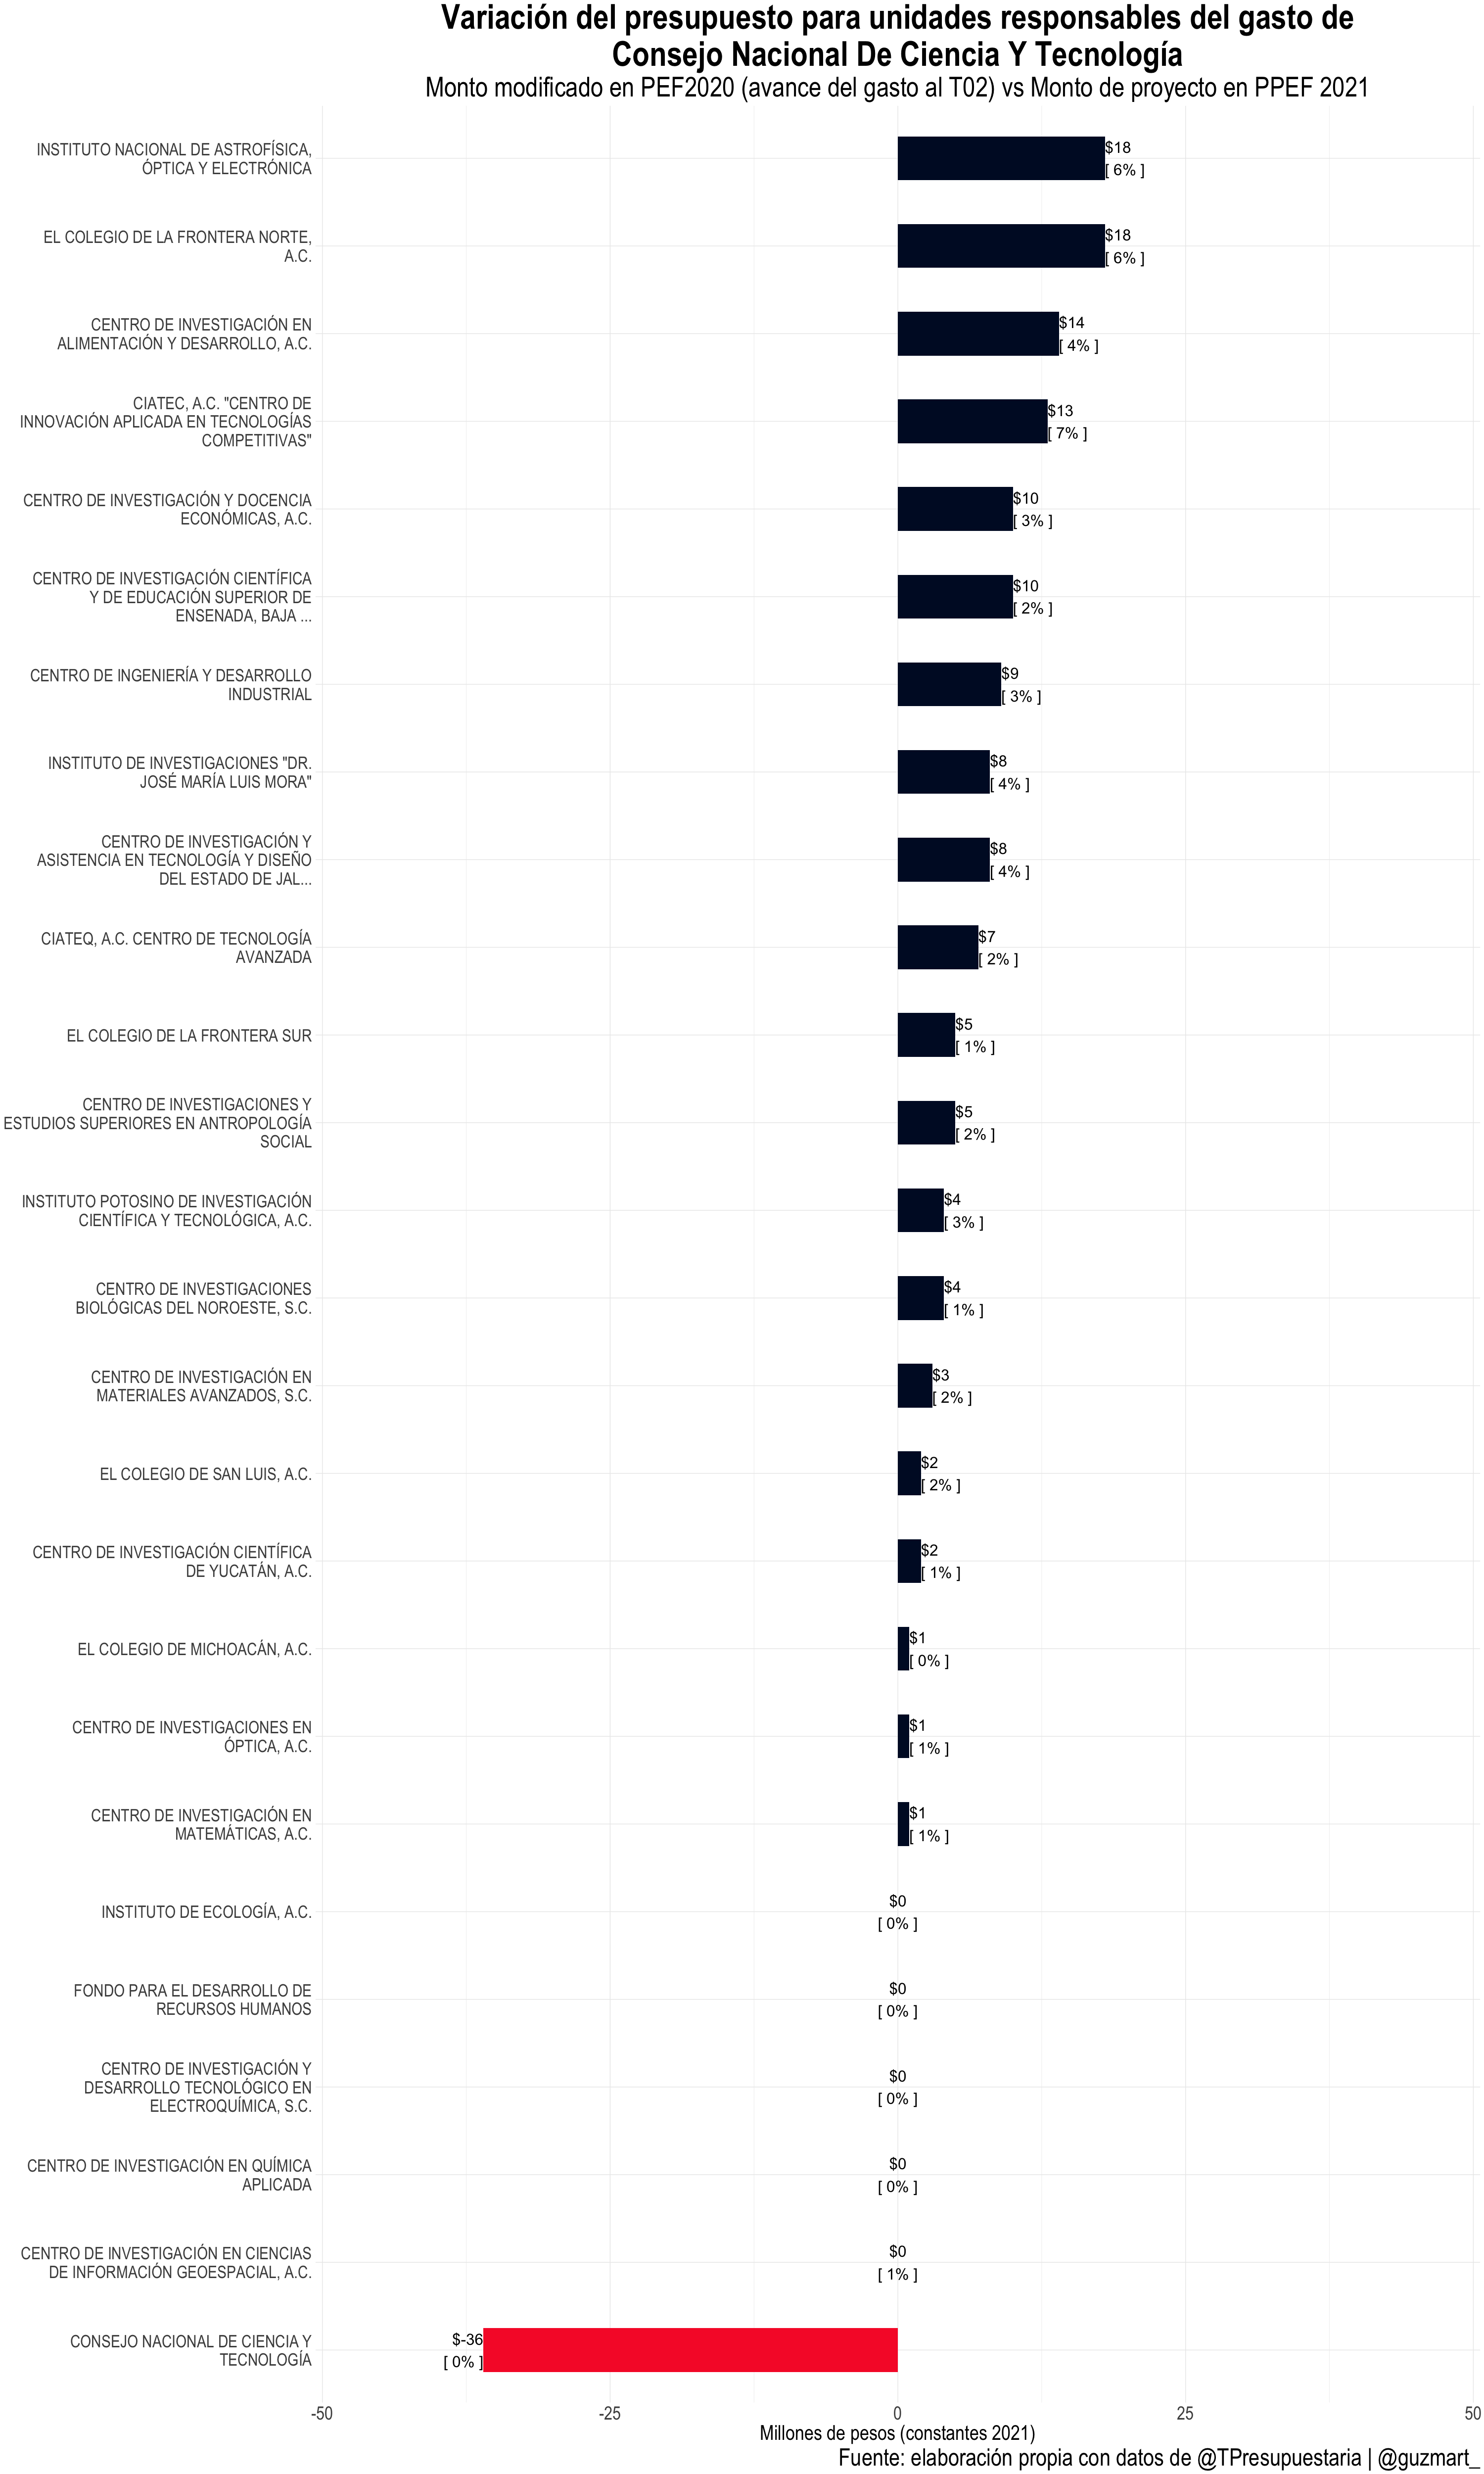 Variación del presupuesto para unidades responsables del gasto de
Consejo Nacional De Ciencia Y Tecnología
Monto modificado en PEF2020 (avance del gasto al T02) vs Monto de proyecto en PPEF 2021
INSTITUTO NACIONAL DE ASTROFÍSICA,
ÓPTICA Y ELECTRÓNICA
$18
[ 6% ]
EL COLEGIO DE LA FRONTERA NORTE,
A.C.
$18
[ 6% ]
CENTRO DE INVESTIGACIÓN EN
ALIMENTACIÓN Y DESARROLLO, A.C.
$14
[ 4% ]
CIATEC, A.C. "CENTRO DE
INNOVACIÓN APLICADA EN TECNOLOGÍAS
COMPETITIVAS"
$13
[ 7% ]
CENTRO DE INVESTIGACIÓN Y DOCENCIA
ECONÓMICAS, A.C.
$10
[ 3% ]
CENTRO DE INVESTIGACIÓN CIENTÍFICA
Y DE EDUCACIÓN SUPERIOR DE
ENSENADA, BAJA ...
$10
[ 2% ]
CENTRO DE INGENIERÍA Y DESARROLLO
INDUSTRIAL
$9
[ 3% ]
INSTITUTO DE INVESTIGACIONES "DR.
JOSÉ MARÍA LUIS MORA"
$8
[ 4% ]
CENTRO DE INVESTIGACIÓN Y
ASISTENCIA EN TECNOLOGÍA Y DISEÑO
DEL ESTADO DE JAL...
$8
[ 4% ]
CIATEQ, A.C. CENTRO DE TECNOLOGÍA
AVANZADA
$7
[ 2% ]
EL COLEGIO DE LA FRONTERA SUR
$5
[ 1% ]
CENTRO DE INVESTIGACIONES Y
ESTUDIOS SUPERIORES EN ANTROPOLOGÍA
SOCIAL
$5
[ 2% ]
INSTITUTO POTOSINO DE INVESTIGACIÓN
CIENTÍFICA Y TECNOLÓGICA, A.C.
$4
[ 3% ]
CENTRO DE INVESTIGACIONES
BIOLÓGICAS DEL NOROESTE, S.C.
$4
[ 1% ]
CENTRO DE INVESTIGACIÓN EN
MATERIALES AVANZADOS, S.C.
$3
[ 2% ]
EL COLEGIO DE SAN LUIS, A.C.
$2
[ 2% ]
CENTRO DE INVESTIGACIÓN CIENTÍFICA
DE YUCATÁN, A.C.
$2
[ 1% ]
EL COLEGIO DE MICHOACÁN, A.C.
$1
[ 0% ]
CENTRO DE INVESTIGACIONES EN
ÓPTICA, A.C.
$1
[ 1% ]
CENTRO DE INVESTIGACIÓN EN
MATEMÁTICAS, A.C.
$1
[ 1% ]
INSTITUTO DE ECOLOGÍA, A.C.
$0
[ 0% ]
FONDO PARA EL DESARROLLO DE
RECURSOS HUMANOS
$0
[ 0% ]
CENTRO DE INVESTIGACIÓN Y
DESARROLLO TECNOLÓGICO EN
ELECTROQUÍMICA, S.C.
$0
[ 0% ]
CENTRO DE INVESTIGACIÓN EN QUÍMICA
APLICADA
$0
[ 0% ]
CENTRO DE INVESTIGACIÓN EN CIENCIAS
DE INFORMACIÓN GEOESPACIAL, A.C.
$0
[ 1% ]
CONSEJO NACIONAL DE CIENCIA Y
TECNOLOGÍA
$-36
[ 0% ]
-50 -25 0 25 50
Millones de pesos (constantes 2021)
Fuente: elaboración propia con datos de @TPresupuestaria | @guzmart_